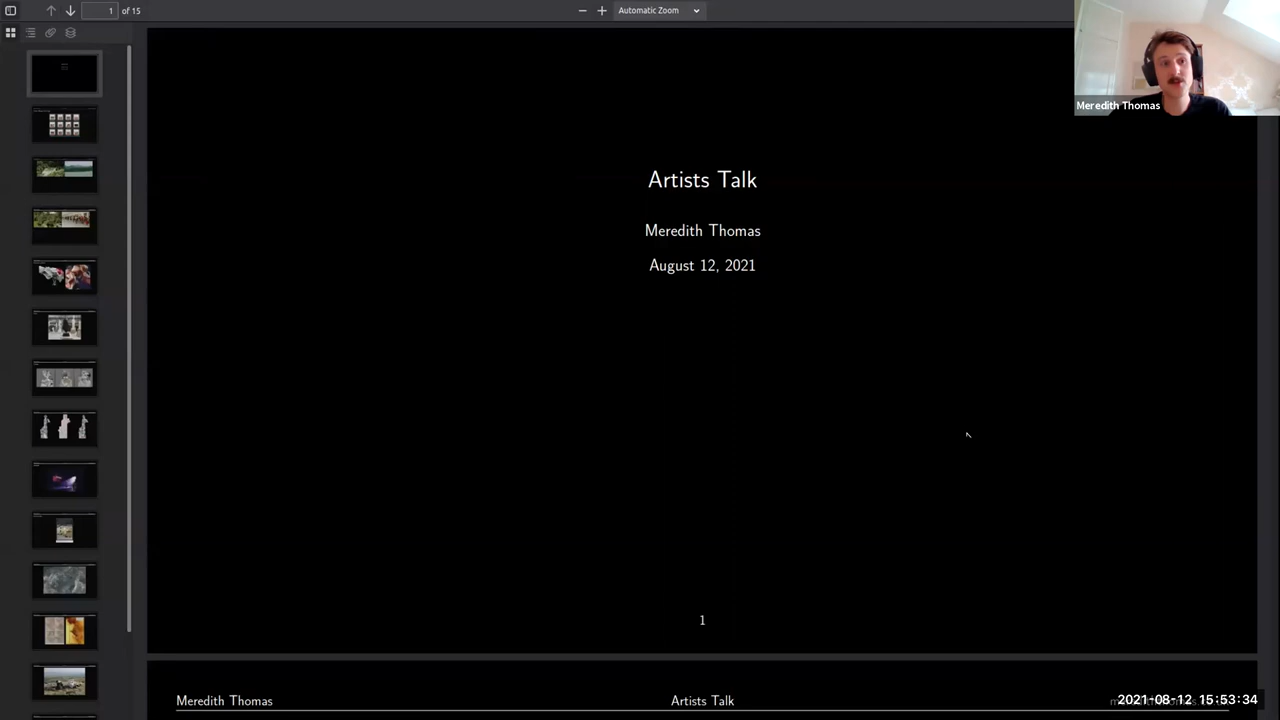 1 of 15
Automatic Zoom
Meredith Thomas
Artists Talk
Meredith Thomas
August 12, 2021
1
Meredith Thomas
Artists Talk
2021-08-12 15:53:34